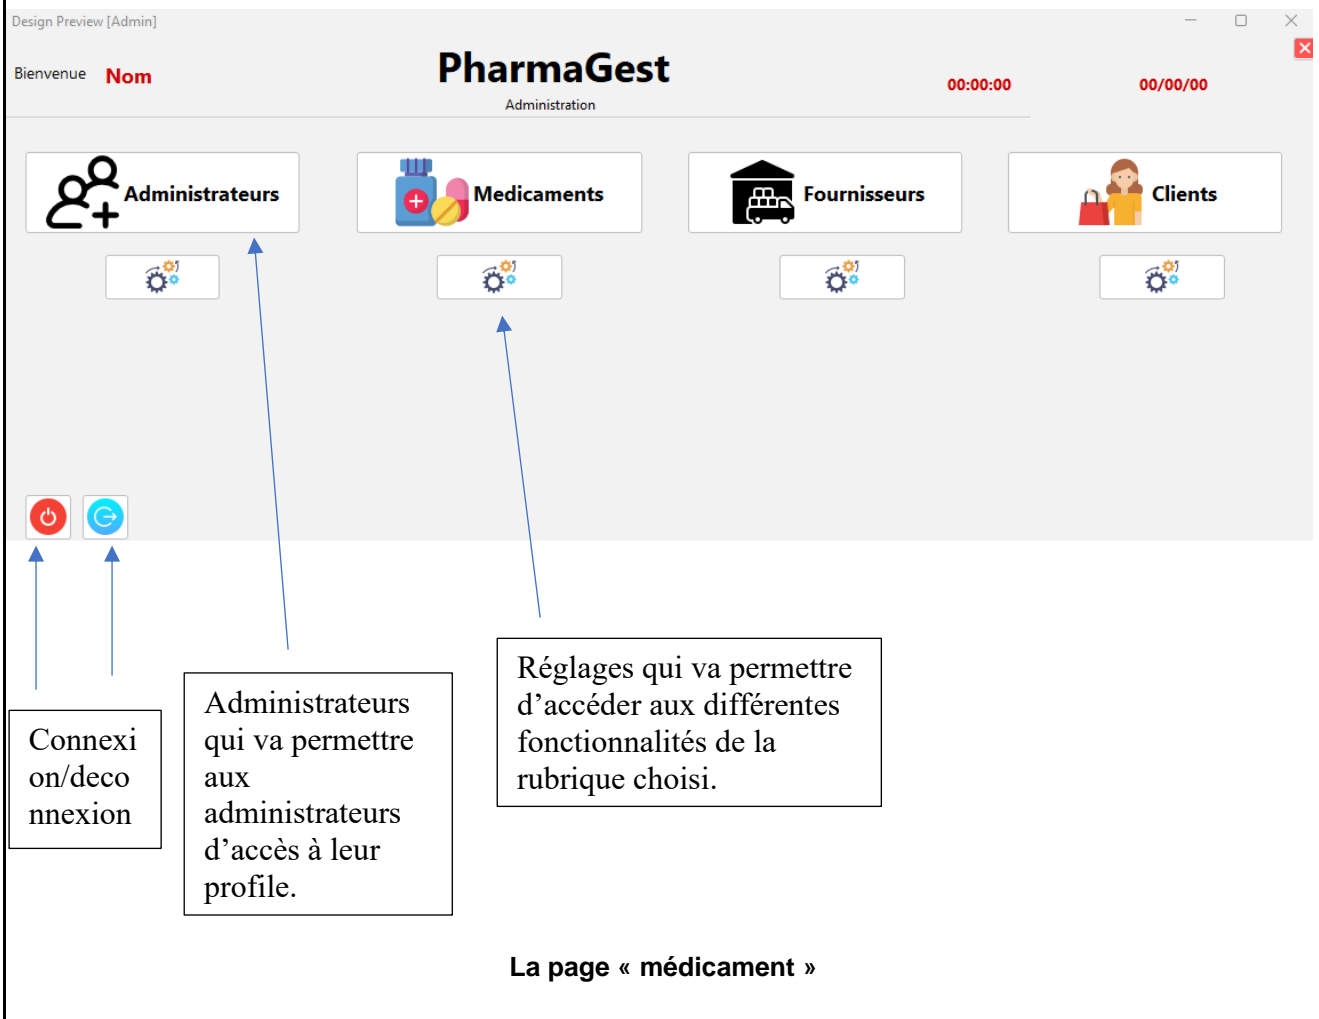 Design Preview [Admin]
Bienvenue Nom
PharmaGest
Administration
00:00:00
00/00/00
Administrateurs
Medicaments
Fournisseurs
Clients
Connexi
on/deco
nnexion
Administrateurs
qui va permettre
aux
administrateurs
d’accès à leur
profile.
Réglages qui va permettre
d’accéder aux différentes
fonctionnalités de la
rubrique choisi.
La page « médicament »